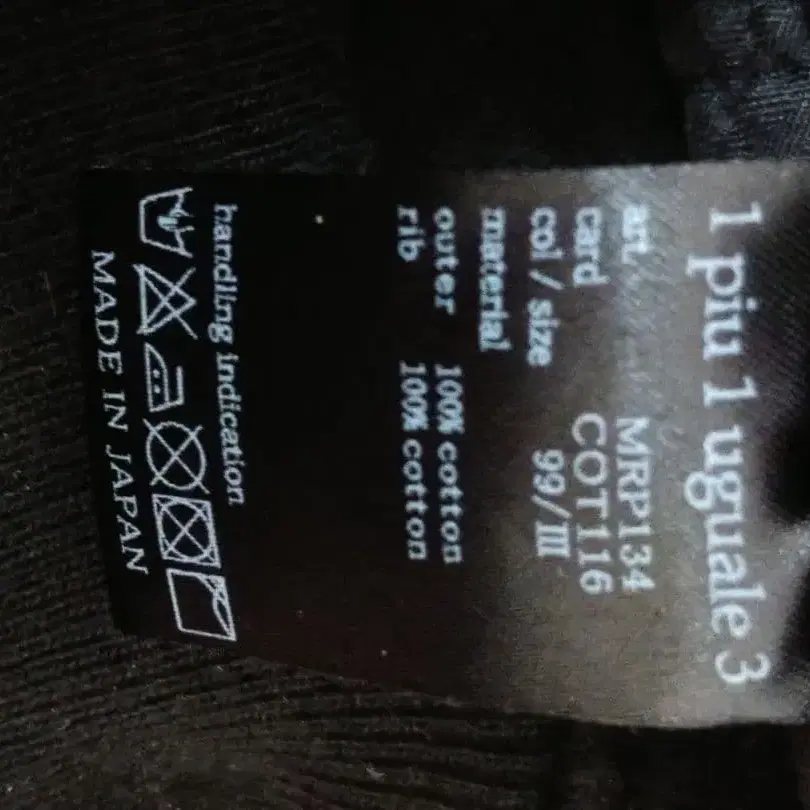 1 piu 1 uguale 3
art. MRP134
card COT116
col / size 99/III
material
outer 100% cotton
rib 100% cotton
handling indication
MADE IN JAPAN